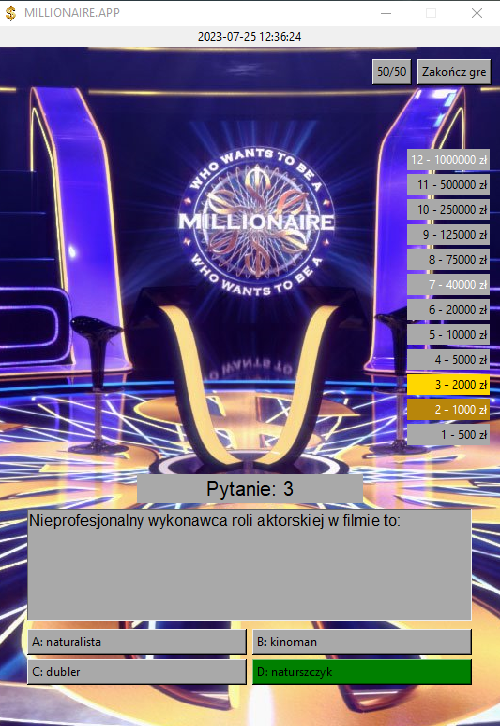 MILLIONAIRE.APP
2023-07-25 12:36:24
50/50
Zakończ gre
WHO WANTS TO BE A
MILLIONAIRE
WHO WANTS TO BE A
12 - 1000000 zł
11 - 500000 zł
10 - 250000 zł
9 - 125000 zł
8 - 75000 zł
7 - 40000 zł
6 - 20000 zł
5 - 10000 zł
4 - 5000 zł
3 - 2000 zł
2 - 1000 zł
1 - 500 zł
Pytanie: 3
Nieprofesjonalny wykonawca roli aktorskiej w filmie to:
A: naturalista
B: kinoman
C: dubler
D: naturszczyk